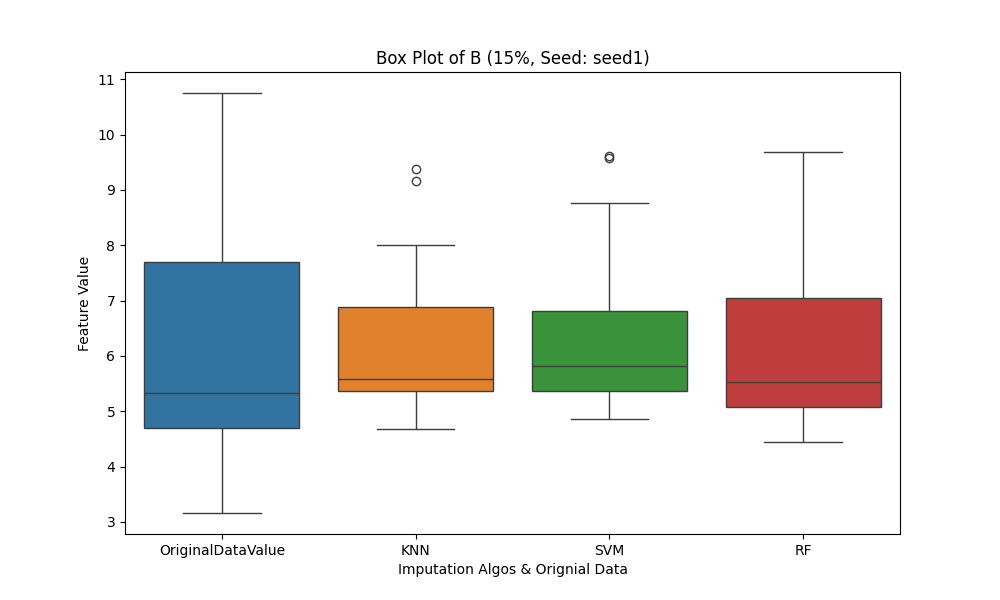 Box Plot of B (15%, Seed: seed1)
11
10
9
8
7
6
5
4
3
Feature Value
OriginalDataValue KNN SVM RF
Imputation Algos & Orignial Data